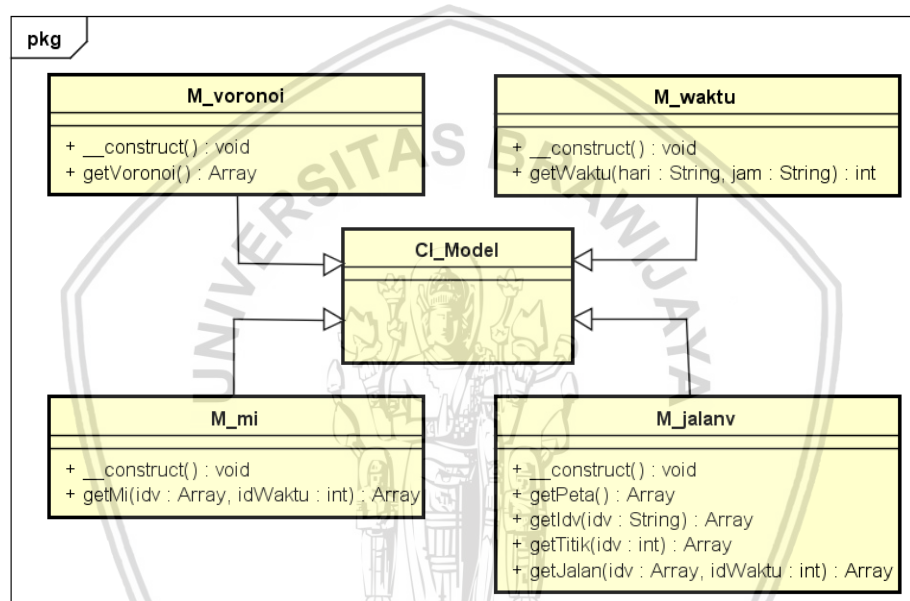 pkg
M_voronoi
+ __construct() : void
+ getVoronoi() : Array
M_waktu
+ __construct() : void
+ getWaktu(hari : String, jam : String) : int
UNIVERSITAS BRAWIJAYA
CI_Model
M_mi
+ __construct() : void
+ getMi(idv : Array, idWaktu : int) : Array
M_jalanv
+ __construct() : void
+ getPeta() : Array
+ getIdv(idv : String) : Array
+ getTitik(idv : int) : Array
+ getJalan(idv : Array, idWaktu : int) : Array